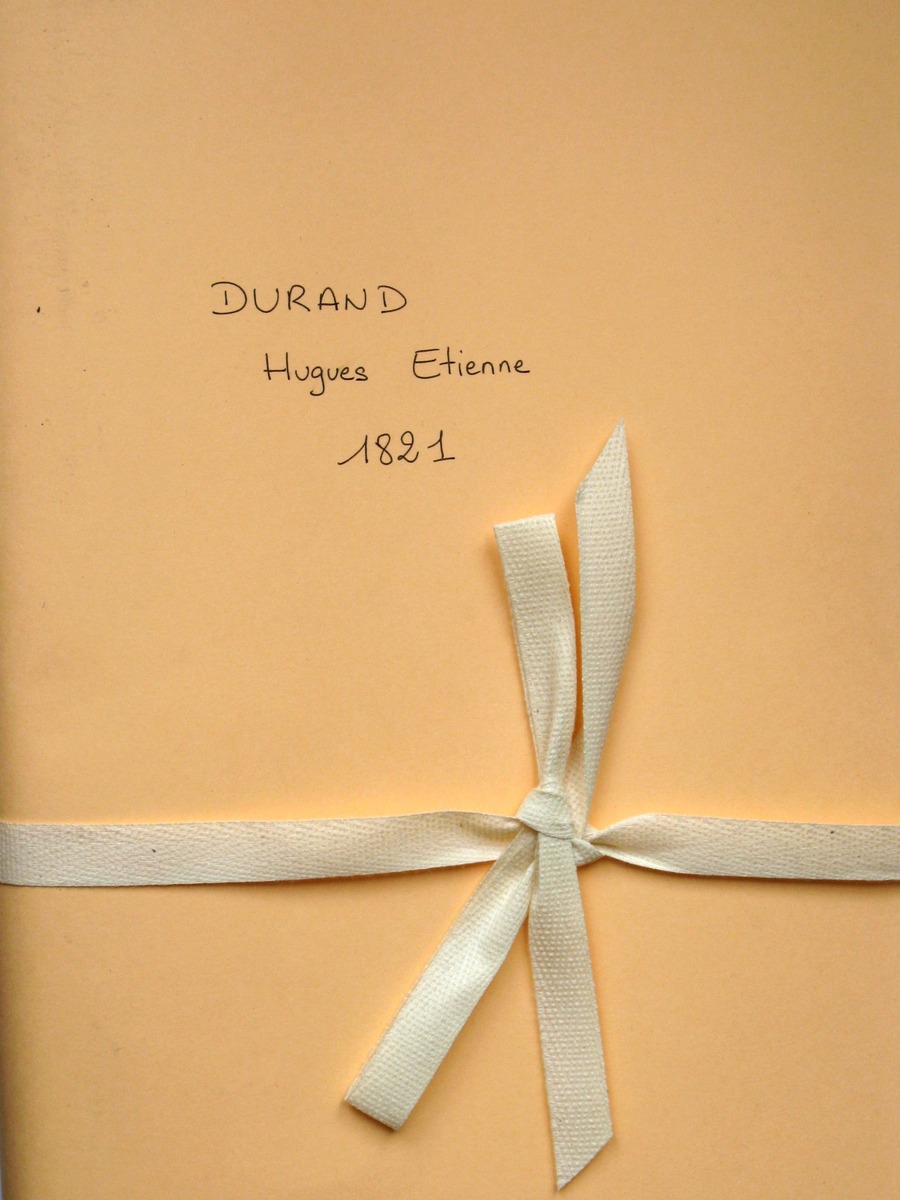 DURAND
Hugues Etienne
1821